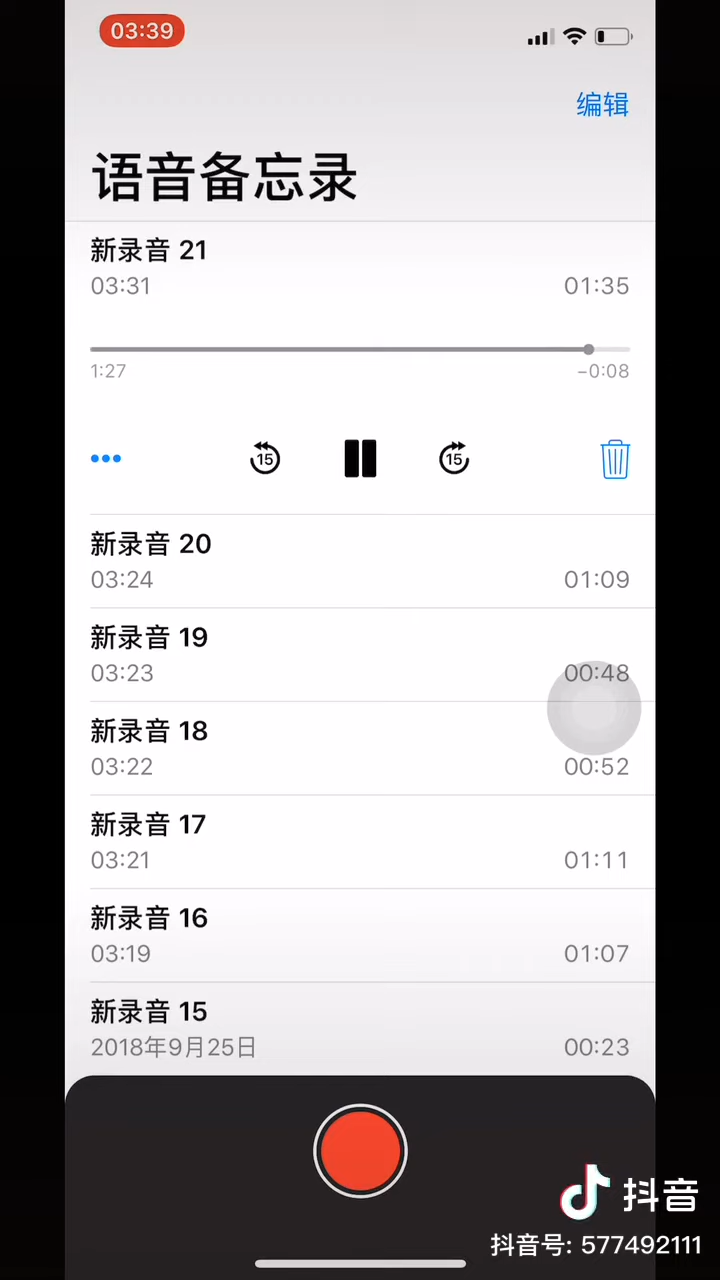 03:39
编辑
语音备忘录
新录音 21
03:31 01:35
1:27 −0:08
15 15
新录音 20
03:24 01:09
新录音 19
03:23 00:48
新录音 18
03:22 00:52
新录音 17
03:21 01:11
新录音 16
03:19 01:07
新录音 15
2018年9月25日 00:23
抖音
抖音号: 577492111